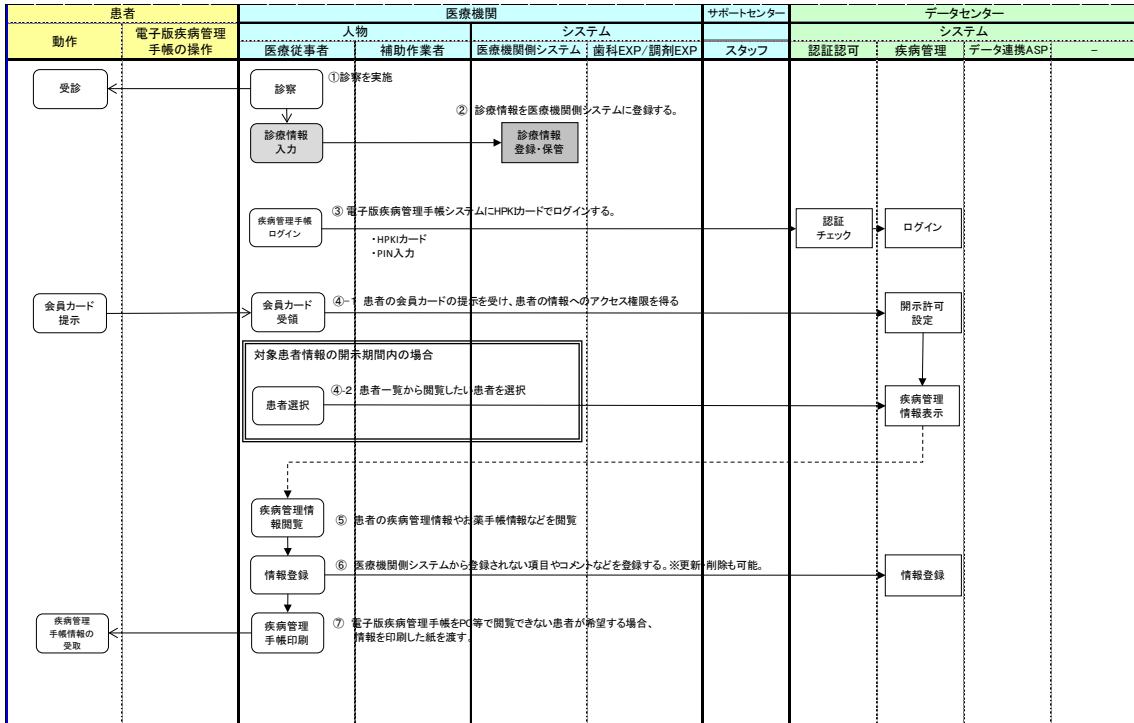 患者
医療機関
サポートセンター
データセンター
動作
電子版疾病管理
手帳の操作
人物
システム
システム
医療従事者
補助作業者
医療機関側システム
歯科EXP/調剤EXP
スタッフ
認証認可
疾病管理
データ連携ASP
－
受診
診察
①診察を実施
② 診療情報を医療機関側システムに登録する。
診療情報
入力
診療情報
登録・保管
③ 電子版疾病管理手帳システムにHPKIカードでログインする。
疾病管理手帳
ログイン
・HPKIカード
・PIN入力
認証
チェック
ログイン
会員カード
提示
会員カード
受領
④-1 患者の会員カードの提示を受け、患者の情報へのアクセス権限を得る
開示許可
設定
対象患者情報の開示期間内の場合
患者選択
④-2 患者一覧から閲覧したい患者を選択
疾病管理
情報表示
疾病管理情
報閲覧
⑤ 患者の疾病管理情報やお薬手帳情報などを閲覧
情報登録
⑥ 医療機関側システムから登録されない項目やコメントなどを登録する。※更新・削除も可能。
情報登録
疾病管理
手帳情報の
受取
疾病管理
手帳印刷
⑦ 電子版疾病管理手帳をPC等で閲覧できない患者が希望する場合、
情報を印刷した紙を渡す。